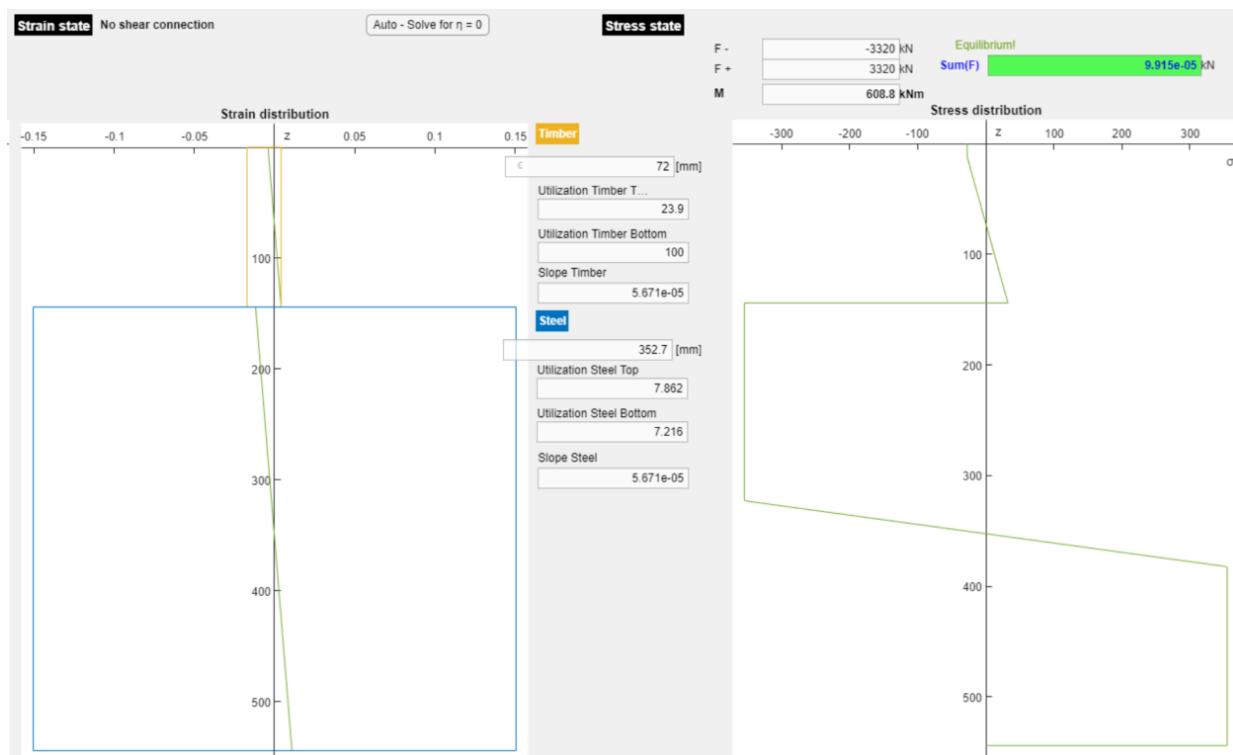 Strain state No shear connection Auto - Solve for η = 0 Stress state
F - -3320 kN Equilibrium!
F + 3320 kN Sum(F) 9.915e-05 kN
M 608.8 kNm
Strain distribution
-0.15 -0.1 -0.05 z 0.05 0.1 0.15
100
200
300
400
500
Timber
ϵ 72 [mm]
Utilization Timber T...
23.9
Utilization Timber Bottom
100
Slope Timber
5.671e-05
Steel
352.7 [mm]
Utilization Steel Top
7.862
Utilization Steel Bottom
7.216
Slope Steel
5.671e-05
Stress distribution
-300 -200 -100 z 100 200 300
σ
100
200
300
400
500